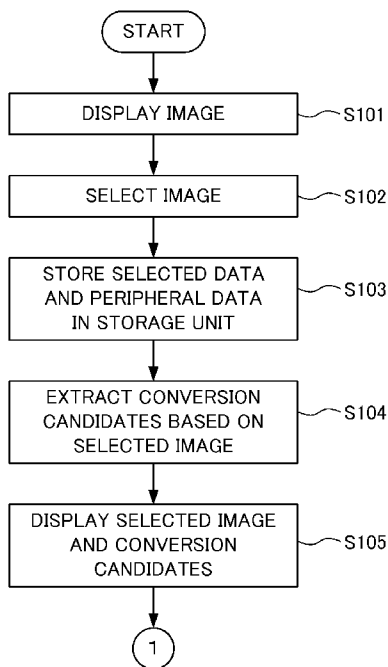 START
DISPLAY IMAGE
S101
SELECT IMAGE
S102
STORE SELECTED DATA
AND PERIPHERAL DATA
IN STORAGE UNIT
S103
EXTRACT CONVERSION
CANDIDATES BASED ON
SELECTED IMAGE
S104
DISPLAY SELECTED IMAGE
AND CONVERSION
CANDIDATES
S105
1